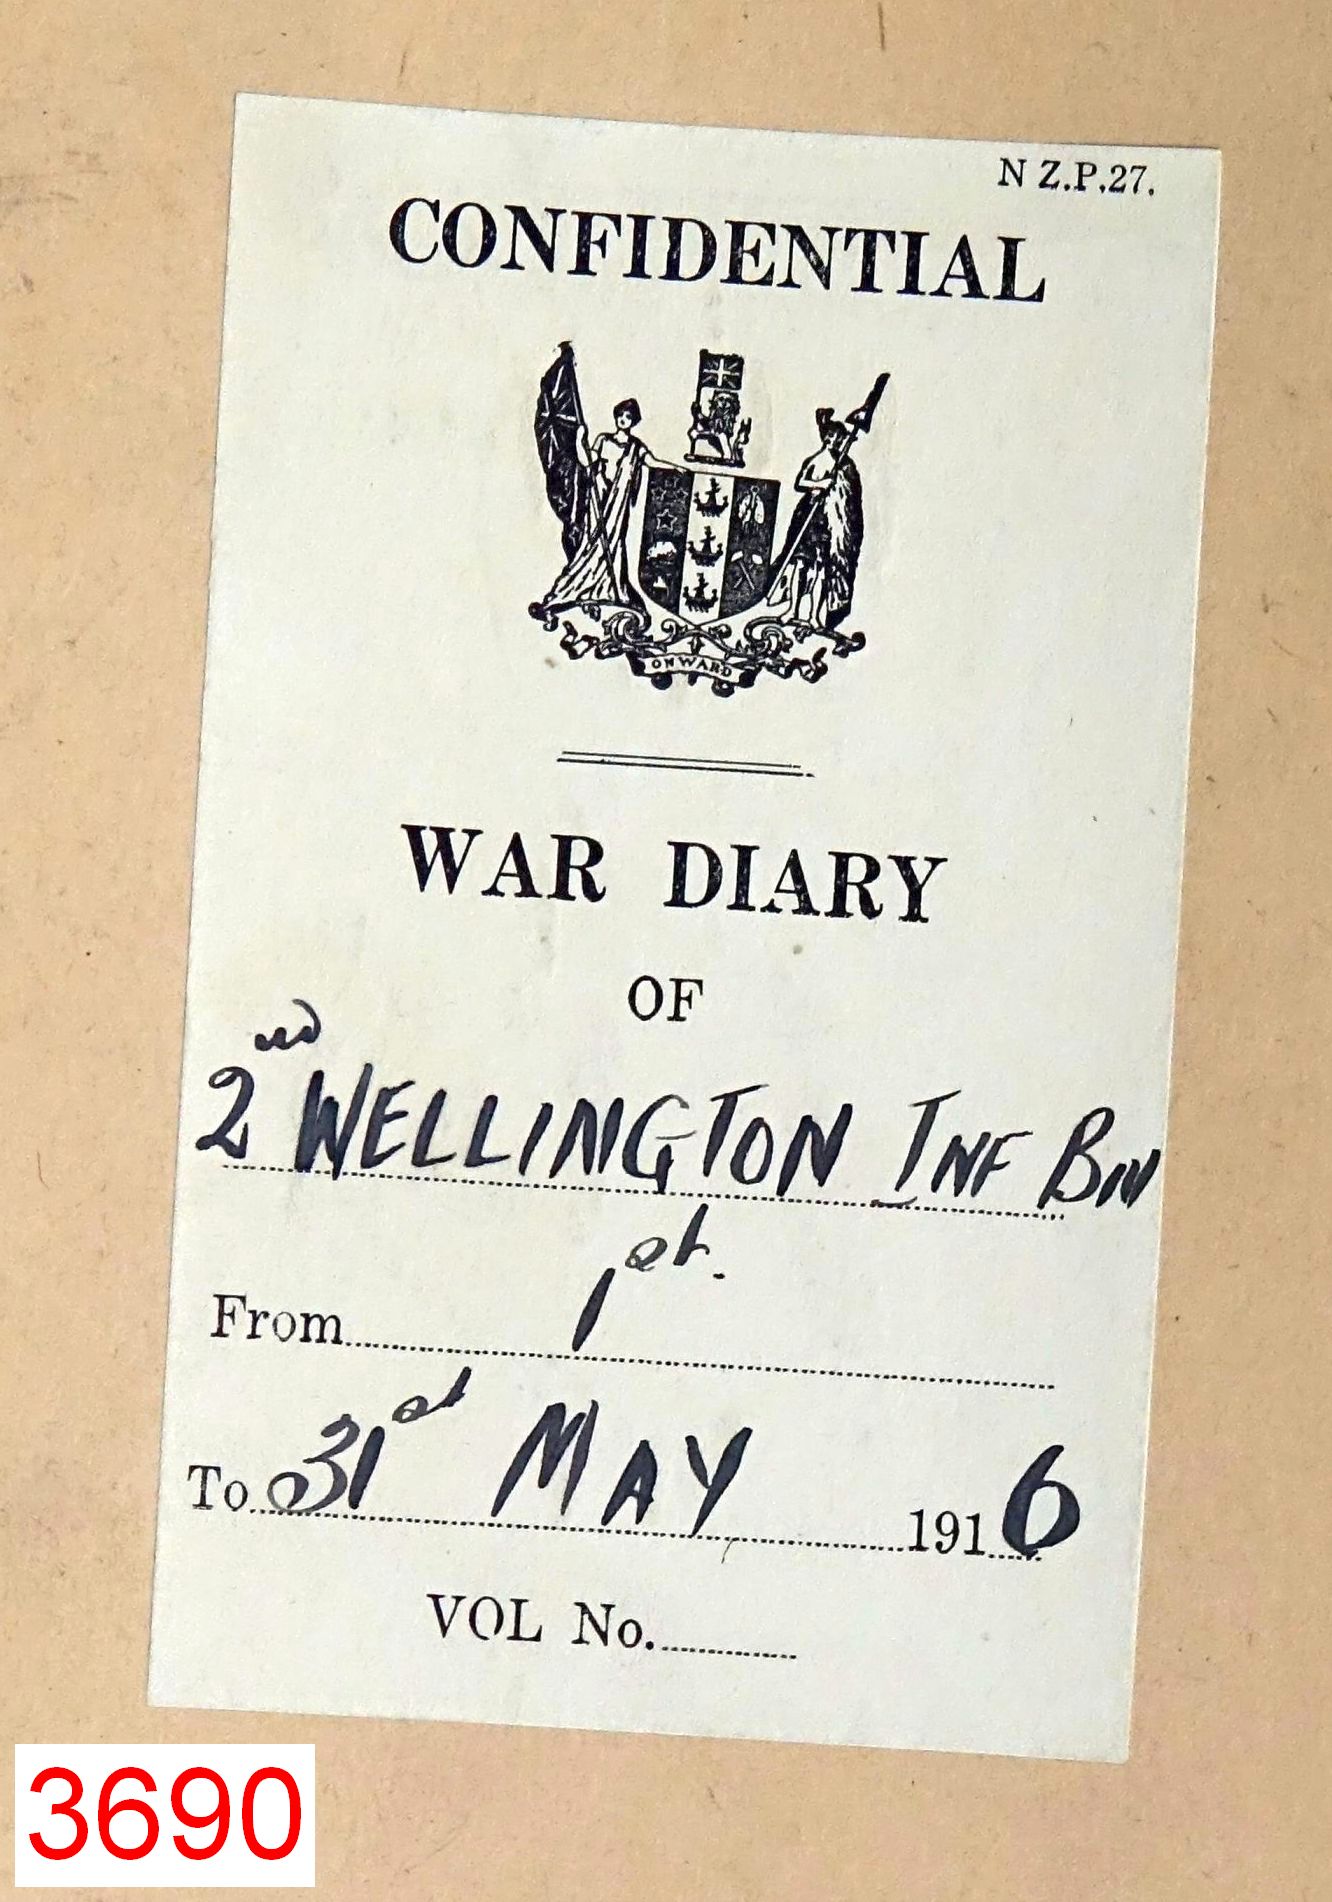 N Z.P.27.
CONFIDENTIAL
ONWARD
WAR DIARY
OF
2nd WELLINGTON INF BN
From 1st.
To 31st MAY 1916
VOL No.
3690